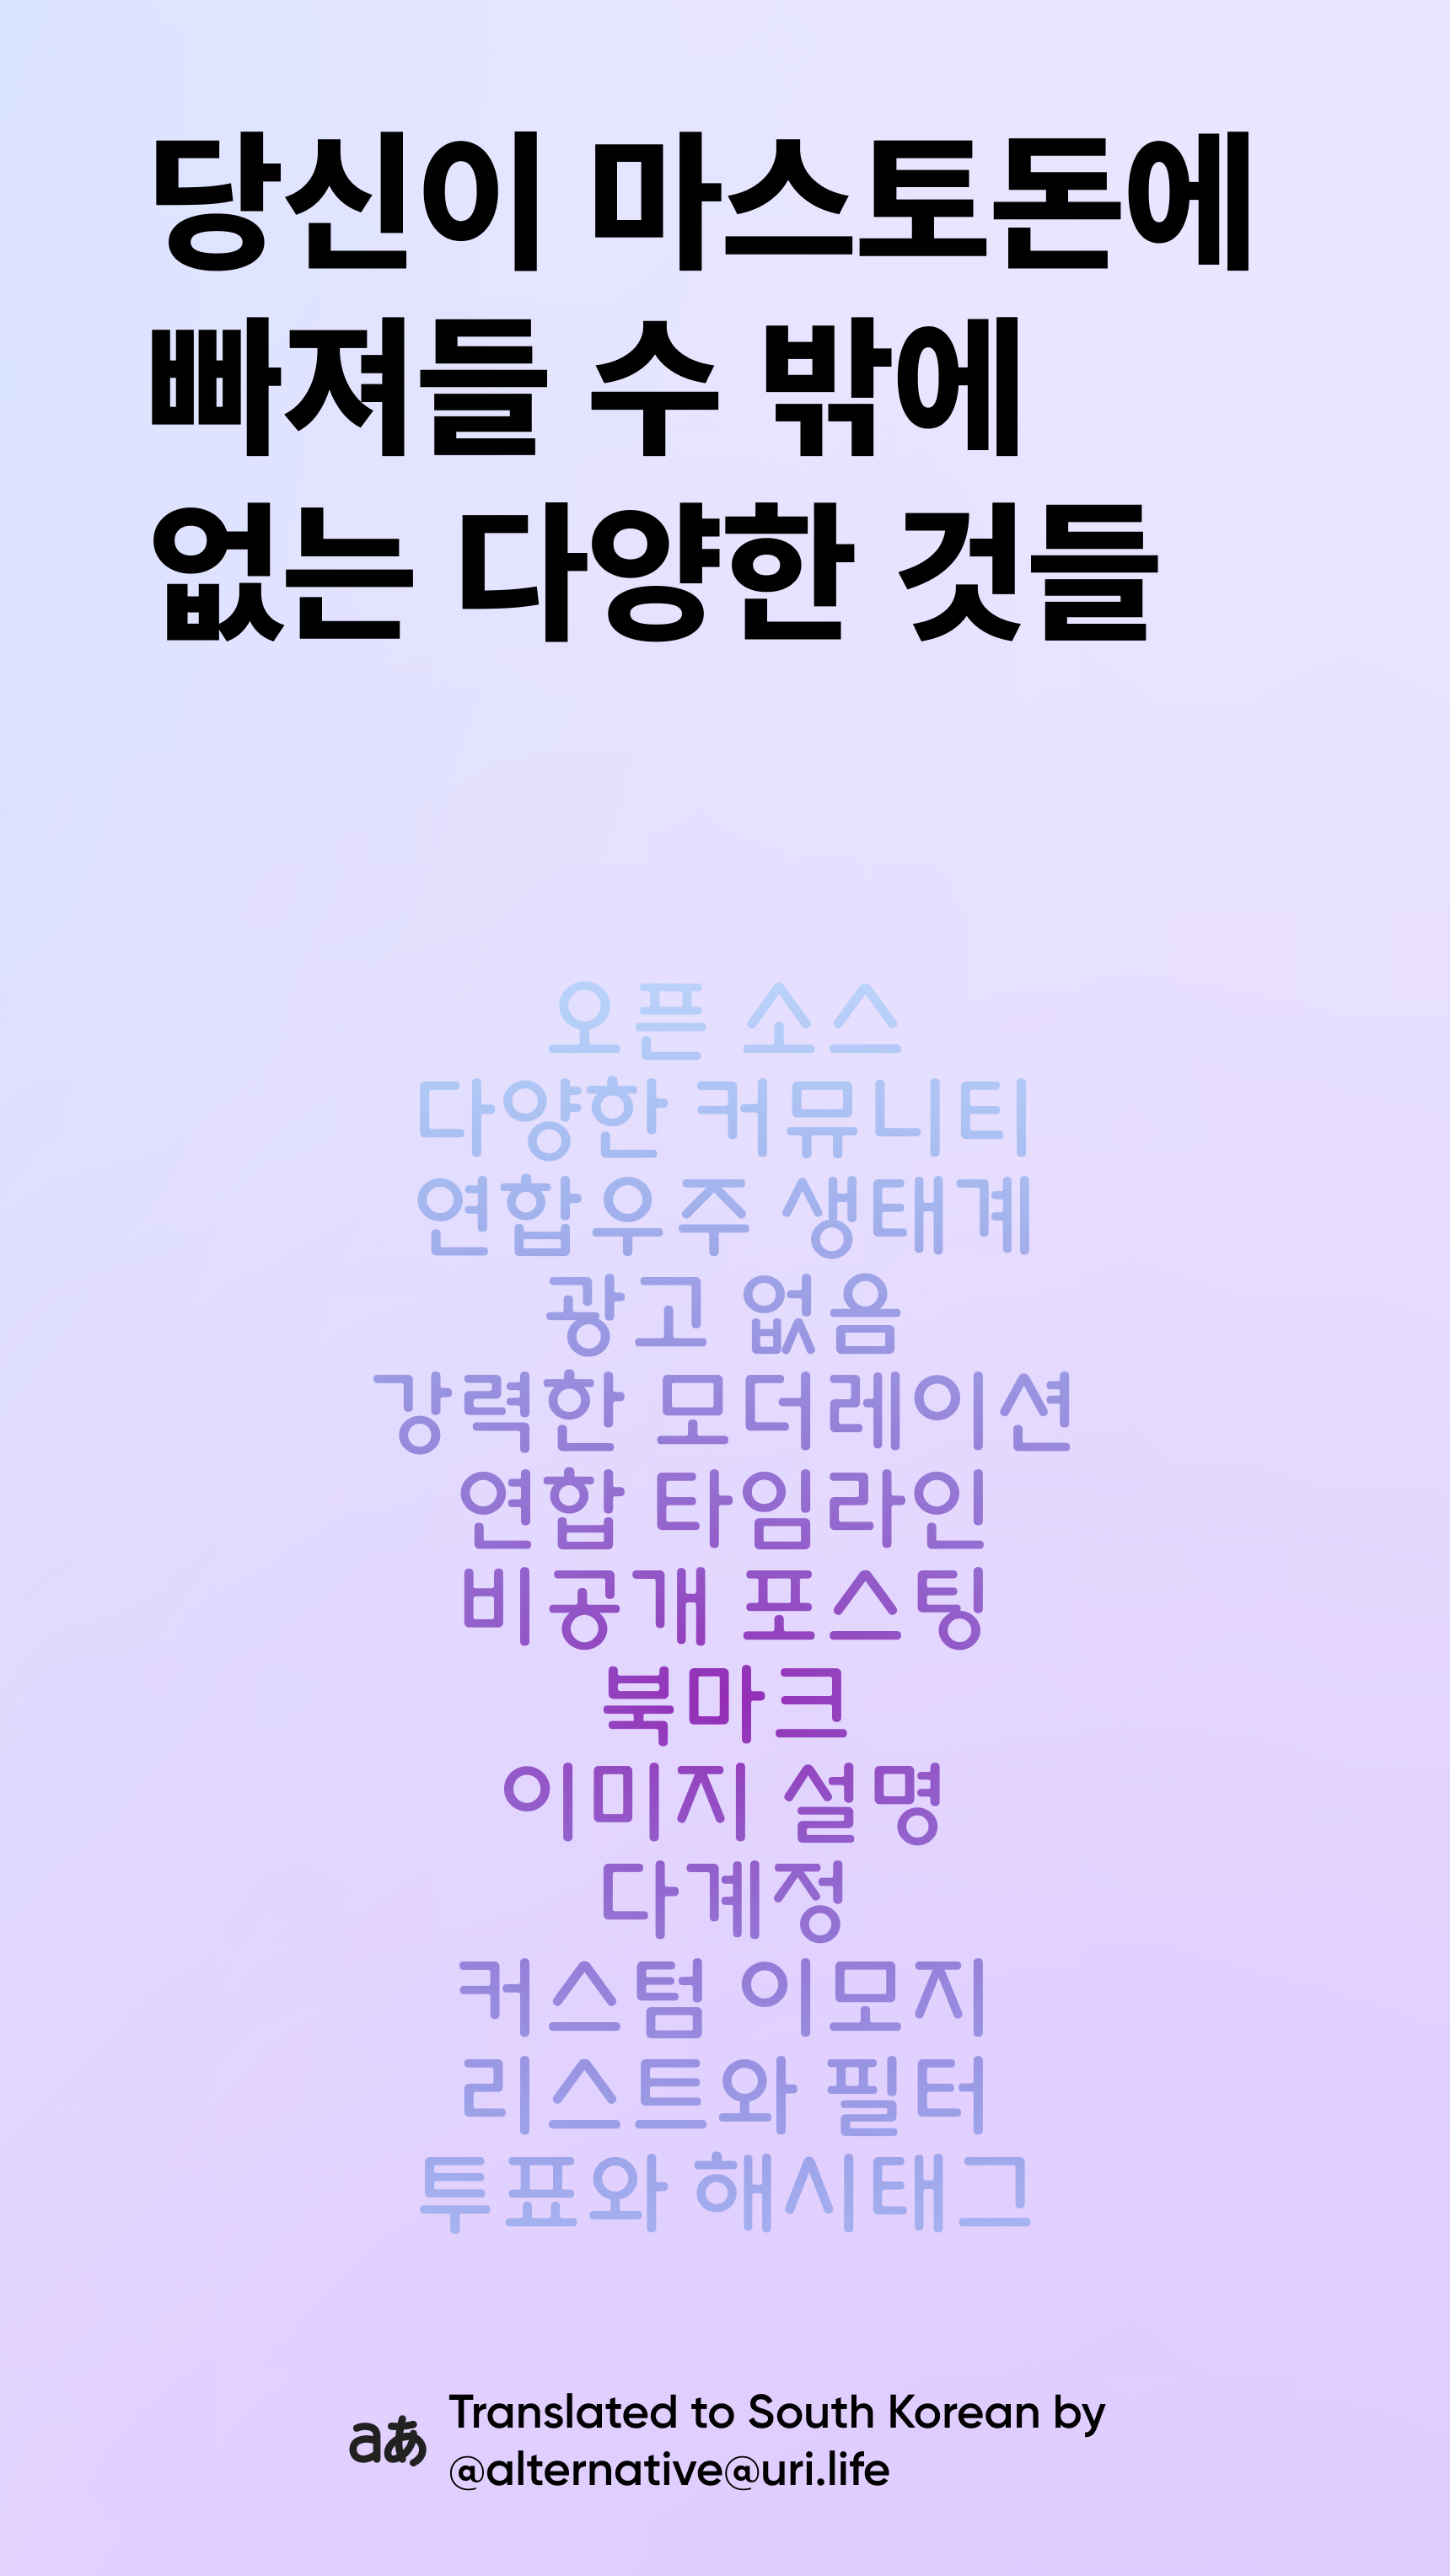 당신이 마스토돈에
빠져들 수 밖에
없는 다양한 것들
오픈 소스
다양한 커뮤니티
연합우주 생태계
광고 없음
강력한 모더레이션
연합 타임라인
비공개 포스팅
북마크
이미지 설명
다계정
커스텀 이모지
리스트와 필터
투표와 해시태그
aあ
Translated to South Korean by
@alternative@uri.life